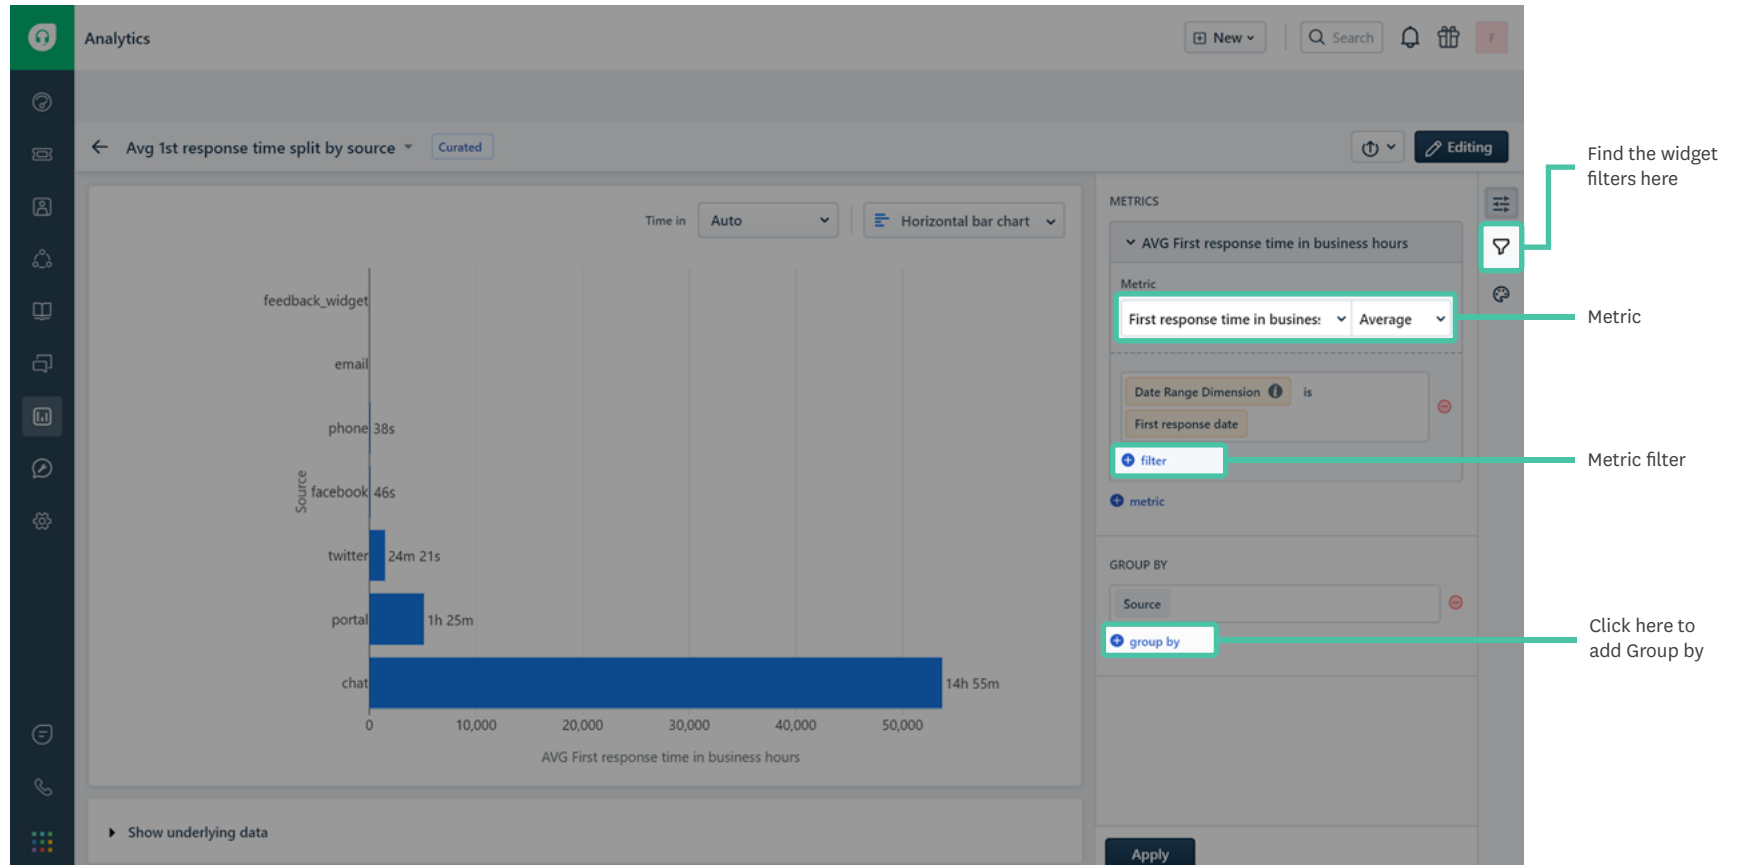 Analytics
New
Search
F
Avg 1st response time split by source
Curated
Editing
Find the widget
filters here
Time in
Auto
Horizontal bar chart
METRICS
AVG First response time in business hours
Metric
First response time in busines
Average
Metric
Date Range Dimension
is
First response date
filter
Metric filter
metric
GROUP BY
Source
group by
Click here to
add Group by
Apply
Source
feedback_widget
email
phone 38s
facebook 46s
twitter 24m 21s
portal 1h 25m
chat 14h 55m
0 10,000 20,000 30,000 40,000 50,000
AVG First response time in business hours
Show underlying data